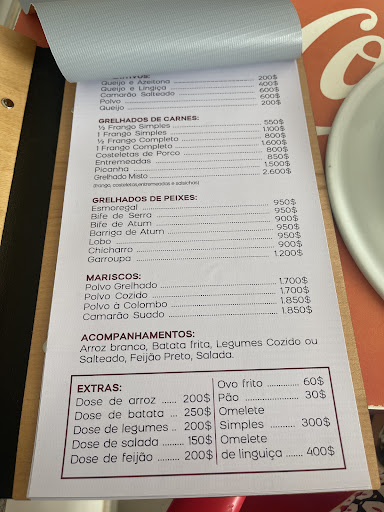 Queijo e Azeitona ........ 200$
Queijo e Linguiça ........ 400$
Camarão Salteado ........ 600$
Polvo ........ 600$
Queijo ........ 200$
GRELHADOS DE CARNES:
½ Frango Simples ........ 550$
1 Frango Simples ........ 1.100$
½ Frango Completo ........ 800$
1 Frango Completo ........ 1.600$
Costeletas de Porco ........ 800$
Entremeadas ........ 850$
Picanha ........ 1.500$
Grelhado Misto ........ 2.600$
(frango, costeletas,entremeadas e salsichas)
GRELHADOS DE PEIXES:
Esmoregal ........ 950$
Bife de Serra ........ 950$
Bife de Atum ........ 900$
Barriga de Atum ........ 950$
Lobo ........ 950$
Chicharro ........ 900$
Garroupa ........ 1.200$
MARISCOS:
Polvo Grelhado ........ 1.700$
Polvo Cozido ........ 1.700$
Polvo à Colombo ........ 1.850$
Camarão Suado ........ 1.850$
ACOMPANHAMENTOS:
Arroz branco, Batata frita, Legumes Cozido ou
Salteado, Feijão Preto, Salada.
EXTRAS:
Dose de arroz ..... 200$
Dose de batata ... 250$
Dose de legumes .. 200$
Dose de salada ....... 150$
Dose de feijão ....... 200$
Ovo frito ........... 60$
Pão ........... 30$
Omelete
Simples ......... 300$
Omelete
de linguiça ....... 400$